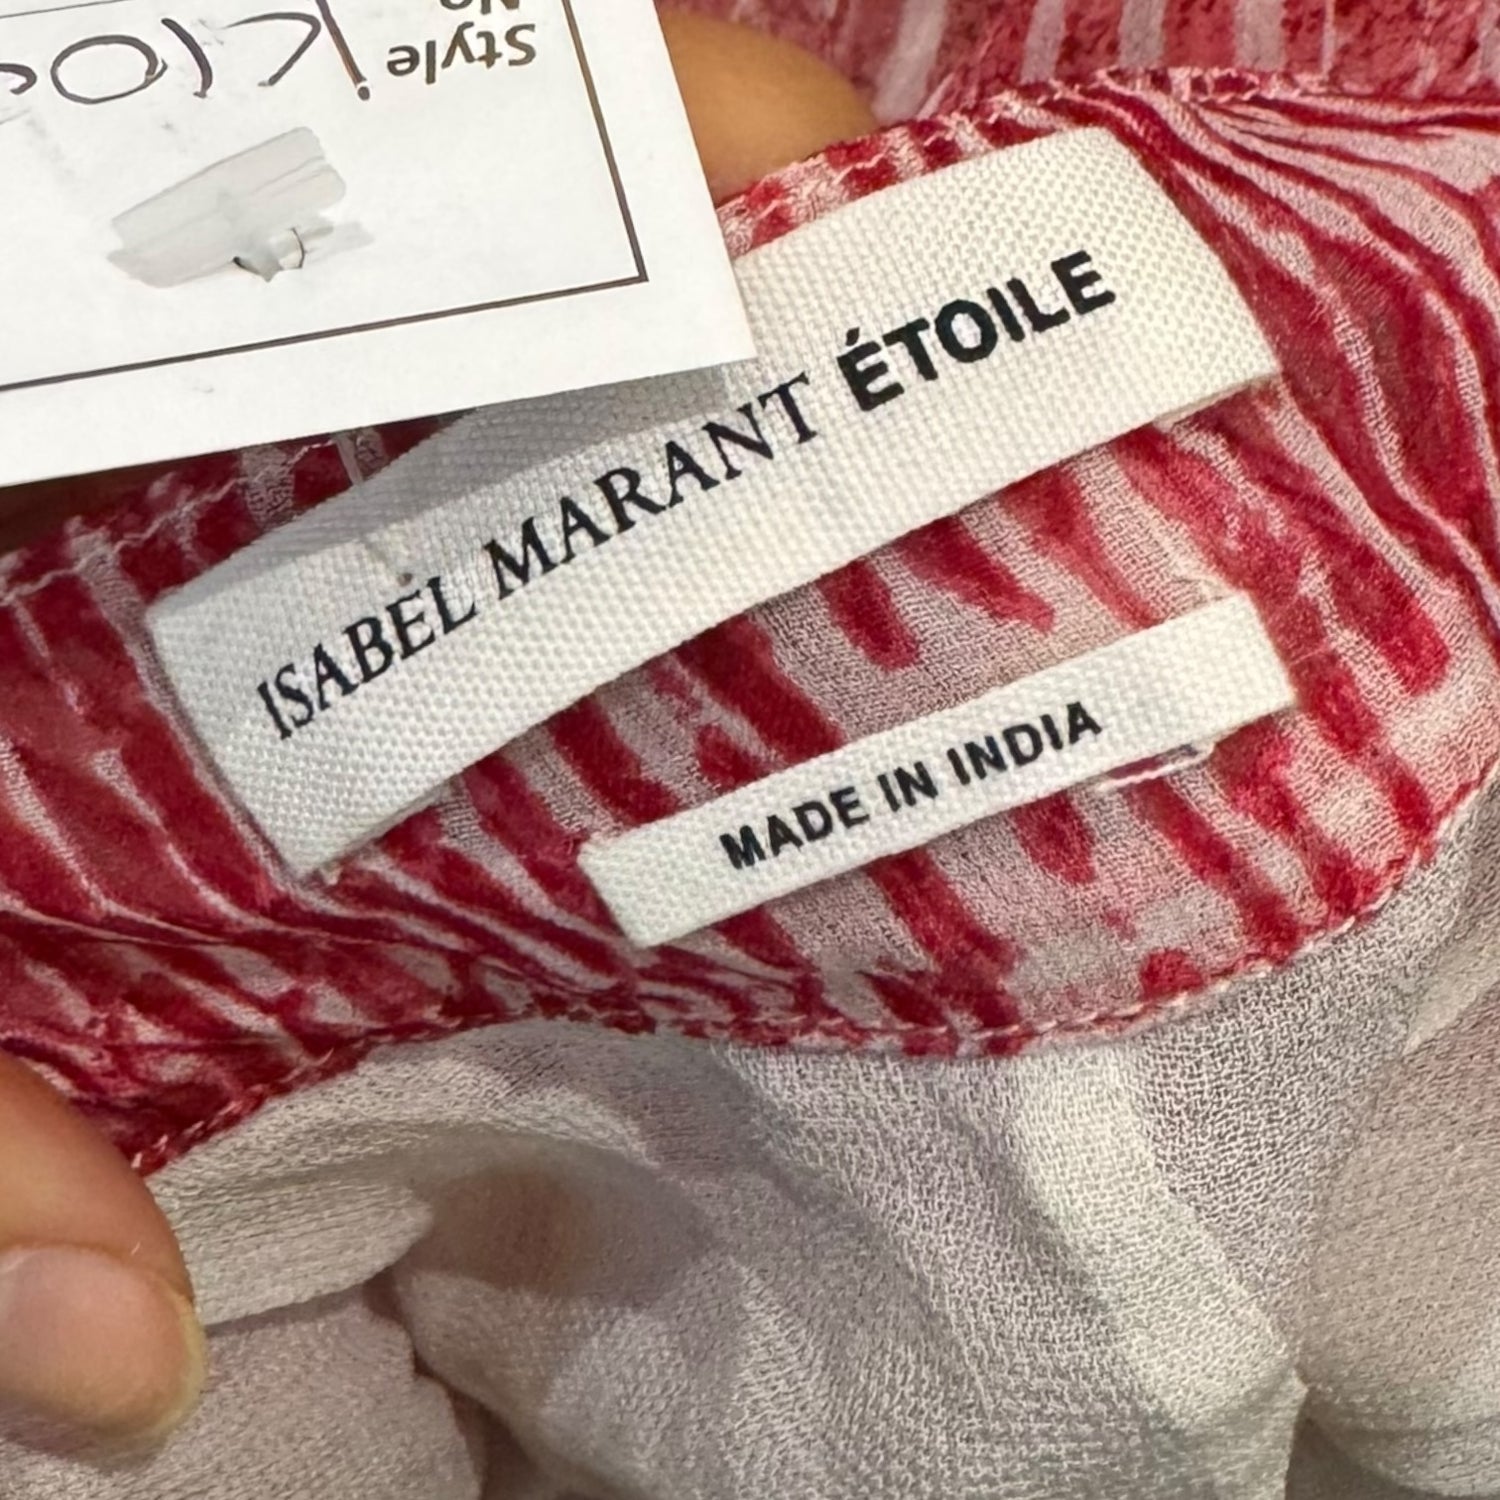 Style
No
ISABEL MARANT ÉTOILE
MADE IN INDIA